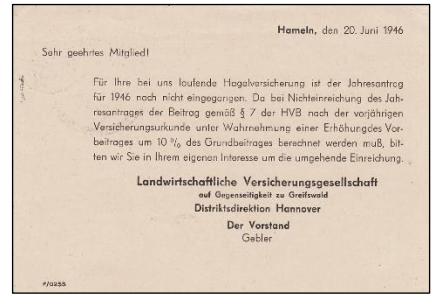 Hameln, den 20. Juni 1946
Sehr geehrtes Mitglied!
Für Ihre bei uns laufende Hagelversicherung ist der Jahresantrag
für 1946 noch nicht eingegangen. Da bei Nichteinreichung des Jah-
resantrages der Beitrag gemäß § 7 der HVB nach der vorjährigen
Versicherungsurkunde unter Wahrnehmung einer Erhöhung des Vor-
beitrages um 10 % des Grundbeitrages berechnet werden muß, bit-
ten wir Sie in Ihrem eigenen Interesse um die umgehende Einreichung.
Landwirtschaftliche Versicherungsgesellschaft
auf Gegenseitigkeit zu Greifswald
Distriktsdirektion Hannover
Der Vorstand
Gebler
F/0255